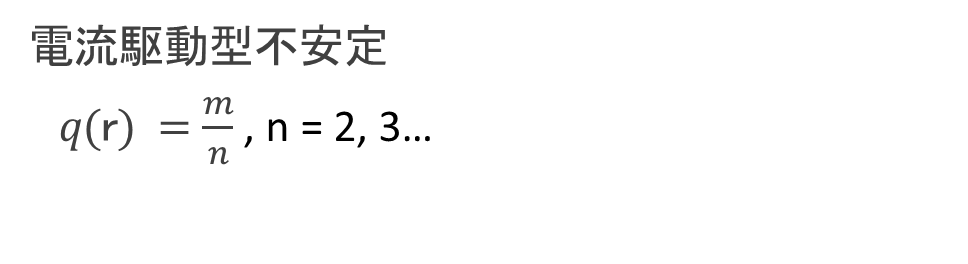 電流駆動型不安定
q(r) = m/n , n = 2, 3…